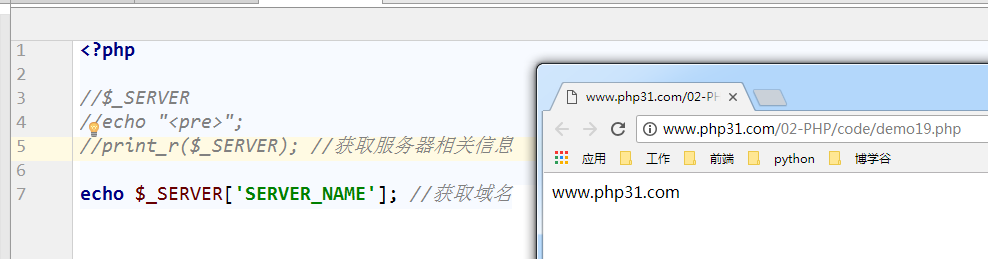 1 <?php
2
3 //$_SERVER
4 //echo "<pre>";
5 //print_r($_SERVER); //获取服务器相关信息
6
7 echo $_SERVER['SERVER_NAME']; //获取域名
www.php31.com/02-PH
www.php31.com/02-PHP/code/demo19.php
应用 工作 前端 python 博学谷
www.php31.com